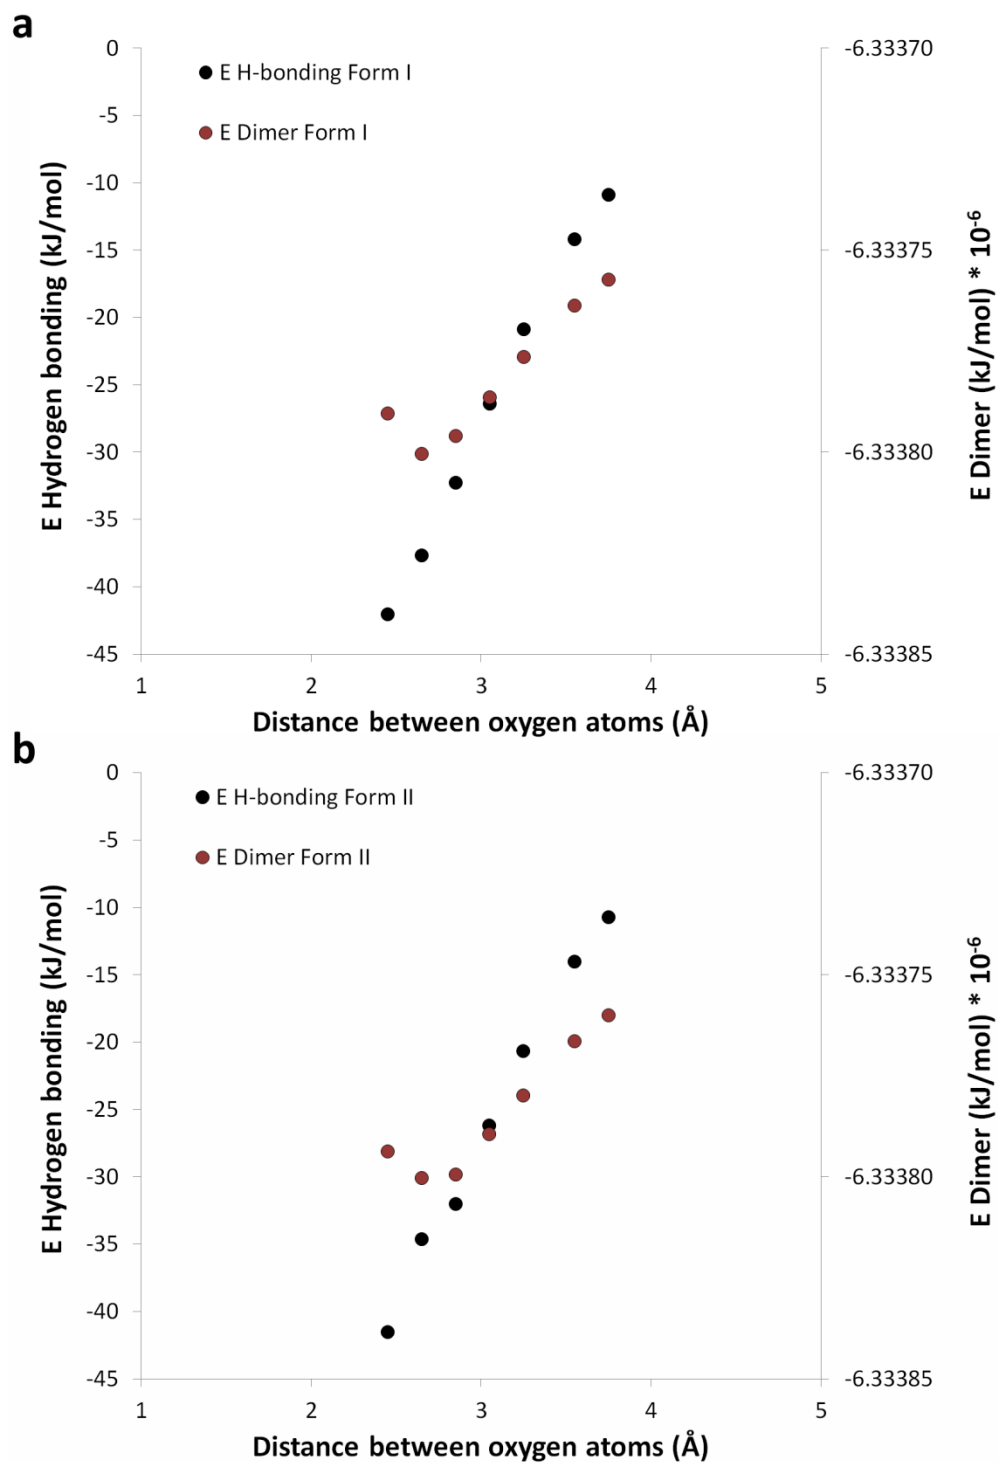 a
E H-bonding Form I
E Dimer Form I
E Hydrogen bonding (kJ/mol)
0
-5
-10
-15
-20
-25
-30
-35
-40
-45
-6.33370
-6.33375
-6.33380
-6.33385
E Dimer (kJ/mol) * 10-6
1 2 3 4 5
Distance between oxygen atoms (Å)
b
E H-bonding Form II
E Dimer Form II
E Hydrogen bonding (kJ/mol)
0
-5
-10
-15
-20
-25
-30
-35
-40
-45
-6.33370
-6.33375
-6.33380
-6.33385
E Dimer (kJ/mol) * 10-6
1 2 3 4 5
Distance between oxygen atoms (Å)